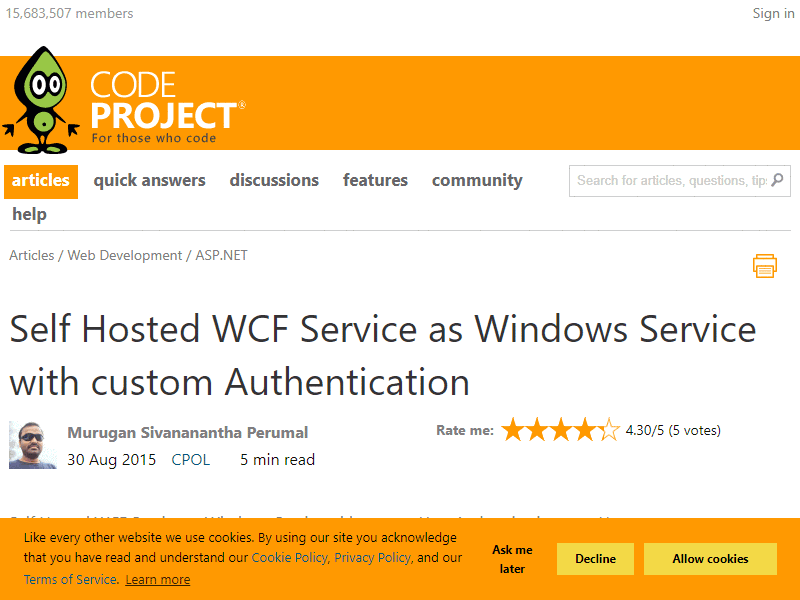 15,683,507 members
Sign in
CODE
PROJECT®
For those who code
articles quick answers discussions features community
Search for articles, questions, tips
help
Articles / Web Development / ASP.NET
Self Hosted WCF Service as Windows Service
with custom Authentication
Murugan Sivananantha Perumal
Rate me: 4.30/5 (5 votes)
30 Aug 2015 CPOL 5 min read
Like every other website we use cookies. By using our site you acknowledge
that you have read and understand our Cookie Policy, Privacy Policy, and our
Terms of Service. Learn more
Ask me
later
Decline
Allow cookies